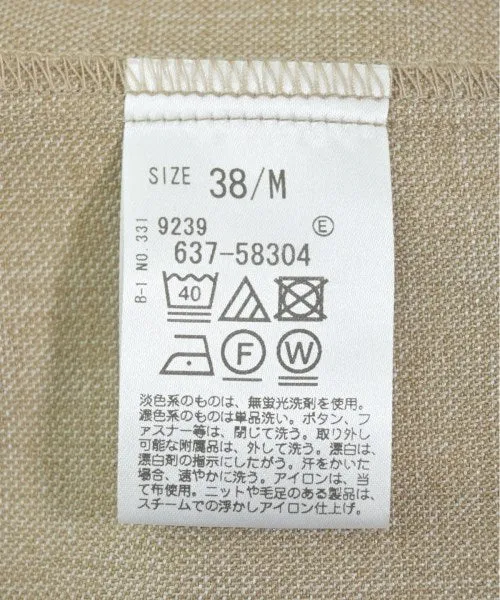 SIZE 38/M
B-1 NO.331
9239 E
637-58304
40
F W
淡色系のものは、無蛍光洗剤を使用。
濃色系のものは単品洗い。ボタン、フ
ァスナー等は、閉じて洗う。取り外し
可能な附属品は、外して洗う。漂白は、
漂白剤の指示にしたがう。汗をかいた
場合、速やかに洗う。アイロンは、当
て布使用。ニットや毛足のある製品は、
スチームでの浮かしアイロン仕上げ。